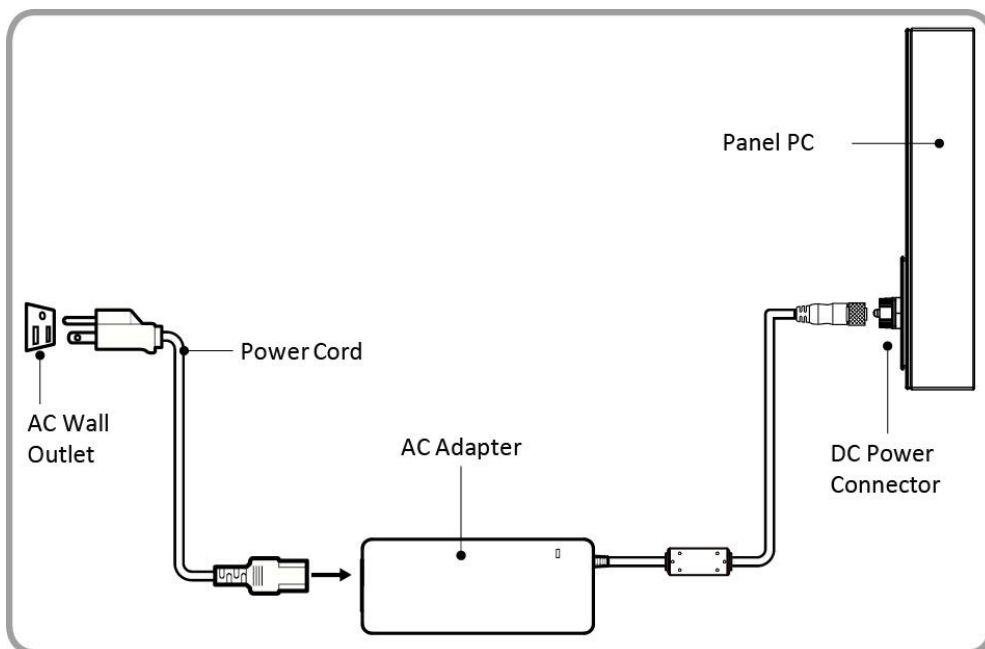 Panel PC
Power Cord
AC Wall
Outlet
AC Adapter
DC Power
Connector